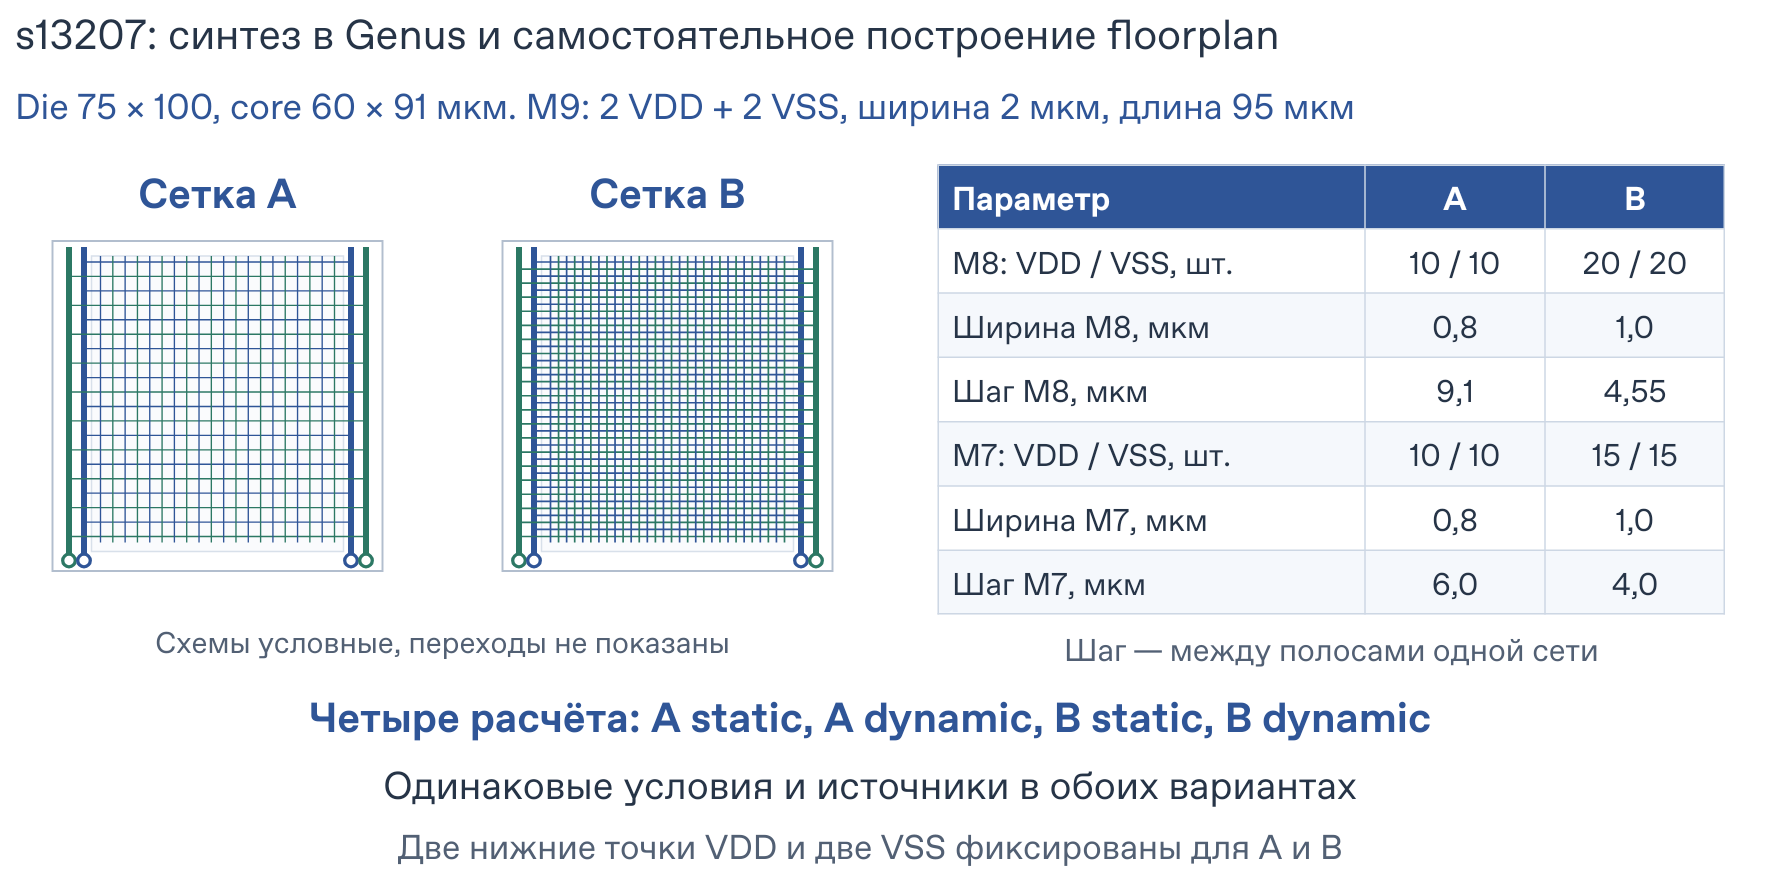 s13207: синтез в Genus и самостоятельное построение floorplan
Die 75 × 100, core 60 × 91 мкм. M9: 2 VDD + 2 VSS, ширина 2 мкм, длина 95 мкм
Сетка A
Сетка B
Схемы условные, переходы не показаны
Параметр A B
M8: VDD / VSS, шт. 10 / 10 20 / 20
Ширина M8, мкм 0,8 1,0
Шаг M8, мкм 9,1 4,55
M7: VDD / VSS, шт. 10 / 10 15 / 15
Ширина M7, мкм 0,8 1,0
Шаг M7, мкм 6,0 4,0
Шаг — между полосами одной сети
Четыре расчёта: A static, A dynamic, B static, B dynamic
Одинаковые условия и источники в обоих вариантах
Две нижние точки VDD и две VSS фиксированы для A и B